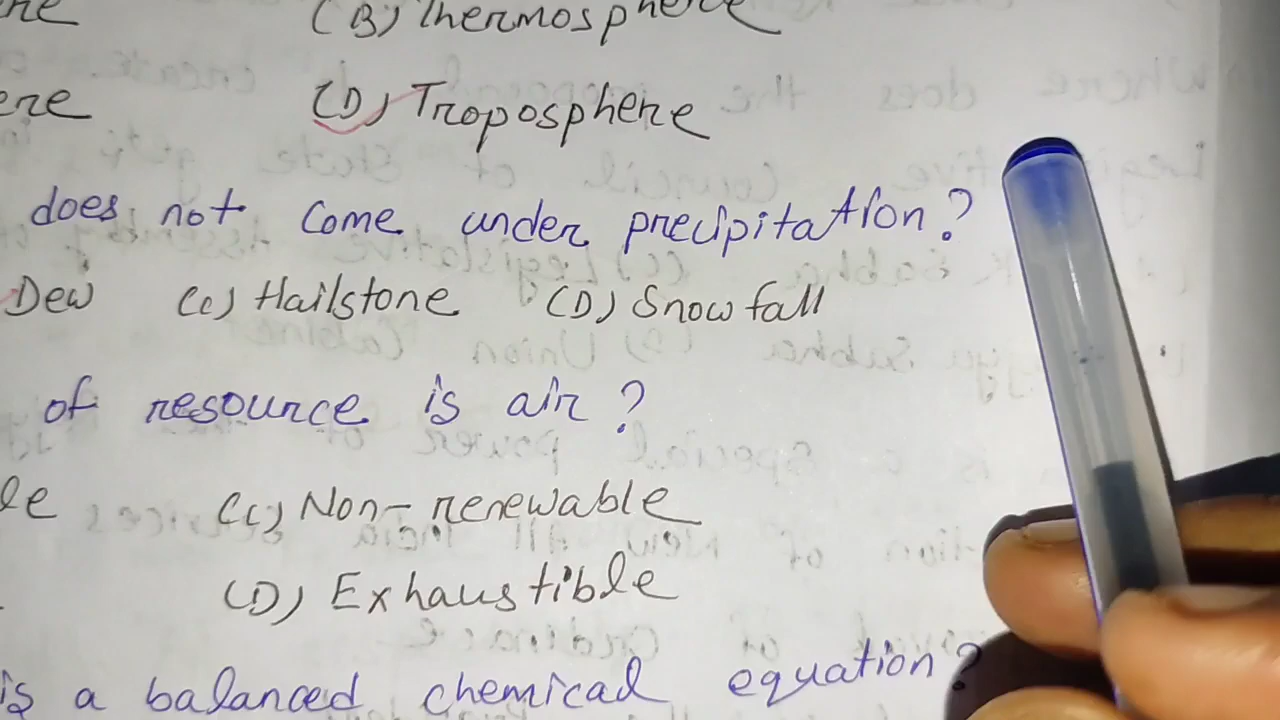 (B) Thermosphere
ere (D) Troposphere
does not come under precipitation?
Dew (C) Hailstone (D) Snowfall
of resource is air?
le (C) Non-renewable
(D) Exhaustible
is a balanced chemical equation?